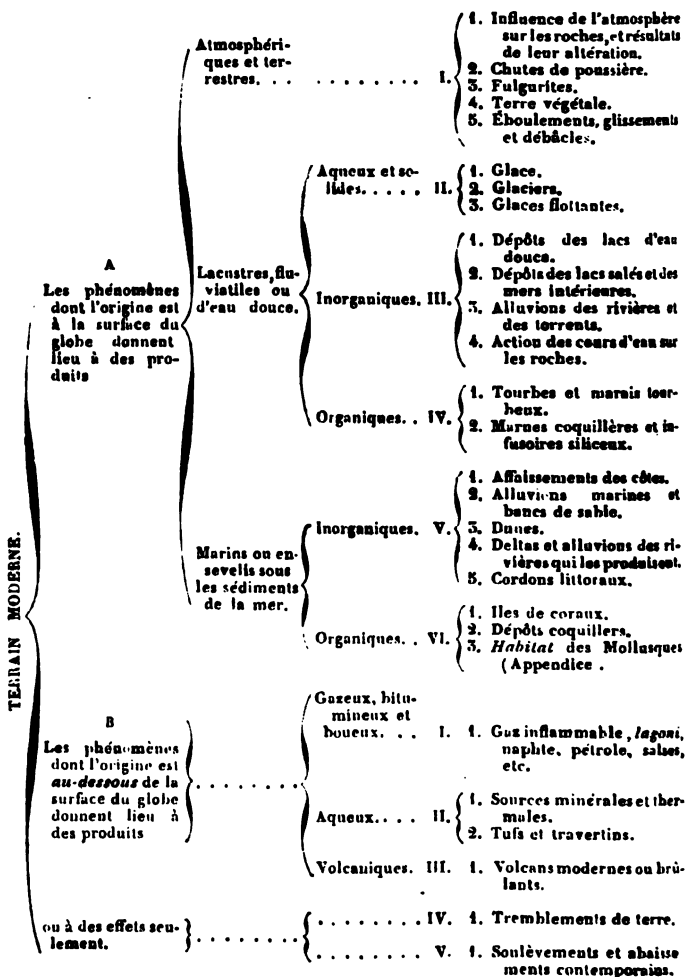 TERRAIN MODERNE.
A
Les phénomènes
dont l'origine est
à la surface du
globe donnent
lieu à des pro-
duits
Atmosphéri-
ques et ter-
restres. . . . . . . . . . . I.
1. Influence de l'atmosphère
sur les roches, et résultats
de leur altération.
2. Chutes de poussière.
3. Fulgurites.
4. Terre végétale.
5. Éboulements, glissements
et débâcles.
Lacustres, flu-
viatiles ou
d'eau douce.
Aqueux et so-
lides. . . . . II.
1. Glace.
2. Glaciers.
3. Glaces flottantes.
Inorganiques. III.
1. Dépôts des lacs d'eau
douce.
2. Dépôts des lacs salés et des
mers intérieures.
3. Alluvions des rivières et
des torrents.
4. Action des cours d'eau sur
les roches.
Organiques. . IV.
1. Tourbes et marais tour-
beux.
2. Marnes coquillères et in-
fusoires siliceux.
Marins ou en-
sevelis sous
les sédiments
de la mer.
Inorganiques. V.
1. Affaissements des côtes.
2. Alluvions marines et
bancs de sable.
3. Dunes.
4. Deltas et alluvions des ri-
vières qui les produisent.
5. Cordons littoraux.
Organiques. . VI.
1. Iles de coraux.
2. Dépôts coquillers.
3. Habitat des Mollusques
(Appendice .
B
Les phénomènes
dont l'origine est
au-dessous de la
surface du globe
donnent lieu à
des produits
Gazeux, bitu-
mineux et
boueux. . . I.
1. Gaz inflammable, lagoni,
naphte, pétrole, salses,
etc.
Aqueux. . . . II.
1. Sources minérales et ther-
males.
2. Tufs et travertins.
Volcaniques. III.
1. Volcans modernes ou brû-
lants.
ou à des effets seu-
lement.
. . . . . . . IV. 1. Tremblements de terre.
. . . . . . . V. 1. Soulèvements et abaisse
ments contemporains.